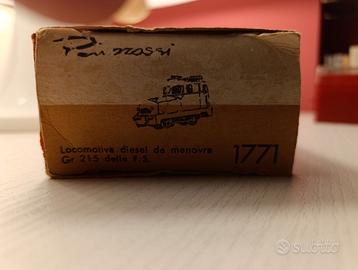 Rivarossi
Locomotiva diesel da manovra
Gr 215 delle F.S.
1771
subito